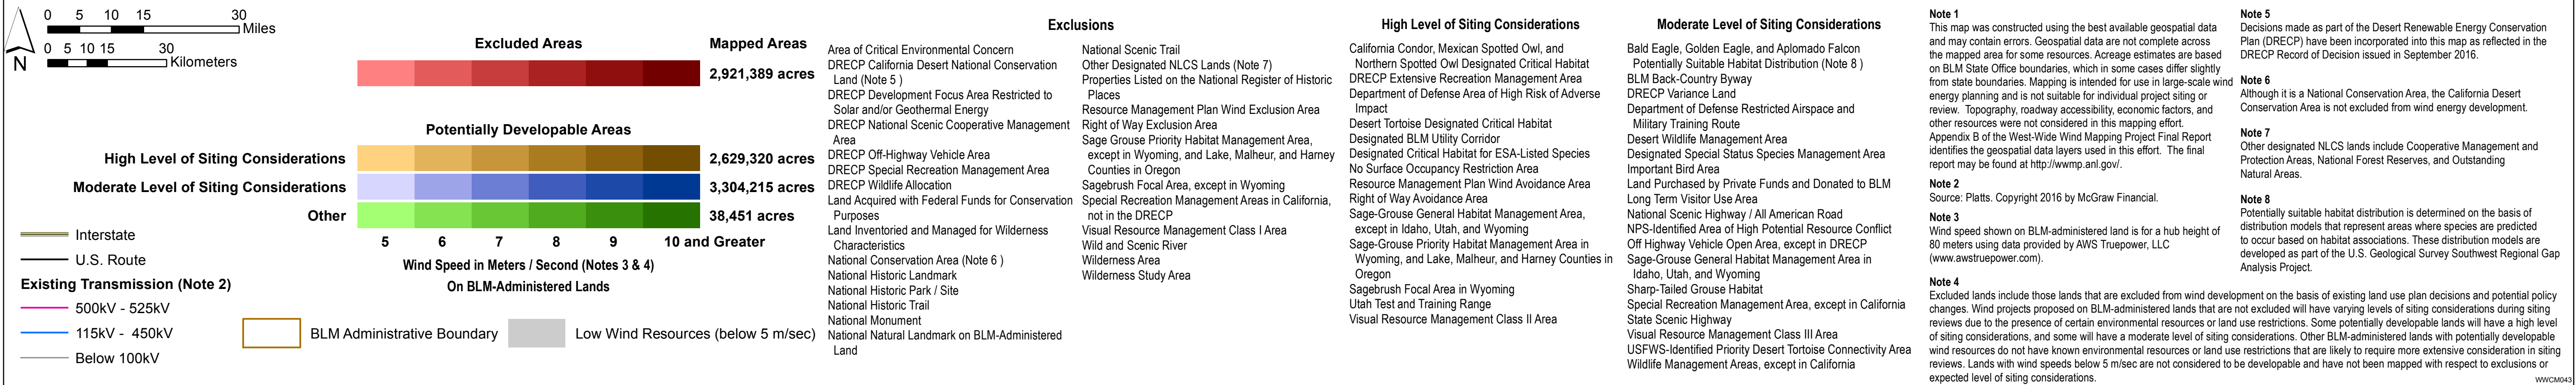 0 5 10 15 30
Miles
0 5 10 15 30
Kilometers
N
Excluded Areas Mapped Areas
2,921,389 acres
Potentially Developable Areas
High Level of Siting Considerations 2,629,320 acres
Moderate Level of Siting Considerations 3,304,215 acres
Other 38,451 acres
5 6 7 8 9 10 and Greater
Wind Speed in Meters / Second (Notes 3 & 4)
On BLM-Administered Lands
Interstate
U.S. Route
Existing Transmission (Note 2)
500kV - 525kV
115kV - 450kV
Below 100kV
BLM Administrative Boundary
Low Wind Resources (below 5 m/sec)
Exclusions
Area of Critical Environmental Concern
DRECP California Desert National Conservation
Land (Note 5 )
DRECP Development Focus Area Restricted to
Solar and/or Geothermal Energy
DRECP National Scenic Cooperative Management
Area
DRECP Off-Highway Vehicle Area
DRECP Special Recreation Management Area
DRECP Wildlife Allocation
Land Acquired with Federal Funds for Conservation
Purposes
Land Inventoried and Managed for Wilderness
Characteristics
National Conservation Area (Note 6 )
National Historic Landmark
National Historic Park / Site
National Historic Trail
National Monument
National Natural Landmark on BLM-Administered
Land
National Scenic Trail
Other Designated NLCS Lands (Note 7)
Properties Listed on the National Register of Historic
Places
Resource Management Plan Wind Exclusion Area
Right of Way Exclusion Area
Sage Grouse Priority Habitat Management Area,
except in Wyoming, and Lake, Malheur, and Harney
Counties in Oregon
Sagebrush Focal Area, except in Wyoming
Special Recreation Management Areas in California,
not in the DRECP
Visual Resource Management Class I Area
Wild and Scenic River
Wilderness Area
Wilderness Study Area
High Level of Siting Considerations
California Condor, Mexican Spotted Owl, and
Northern Spotted Owl Designated Critical Habitat
DRECP Extensive Recreation Management Area
Department of Defense Area of High Risk of Adverse
Impact
Desert Tortoise Designated Critical Habitat
Designated BLM Utility Corridor
Designated Critical Habitat for ESA-Listed Species
No Surface Occupancy Restriction Area
Resource Management Plan Wind Avoidance Area
Right of Way Avoidance Area
Sage-Grouse General Habitat Management Area,
except in Idaho, Utah, and Wyoming
Sage-Grouse Priority Habitat Management Area in
Wyoming, and Lake, Malheur, and Harney Counties in
Oregon
Sagebrush Focal Area in Wyoming
Utah Test and Training Range
Visual Resource Management Class II Area
Moderate Level of Siting Considerations
Bald Eagle, Golden Eagle, and Aplomado Falcon
Potentially Suitable Habitat Distribution (Note 8 )
BLM Back-Country Byway
DRECP Variance Land
Department of Defense Restricted Airspace and
Military Training Route
Desert Wildlife Management Area
Designated Special Status Species Management Area
Important Bird Area
Land Purchased by Private Funds and Donated to BLM
Long Term Visitor Use Area
National Scenic Highway / All American Road
NPS-Identified Area of High Potential Resource Conflict
Off Highway Vehicle Open Area, except in DRECP
Sage-Grouse General Habitat Management Area in
Idaho, Utah, and Wyoming
Sharp-Tailed Grouse Habitat
Special Recreation Management Area, except in California
State Scenic Highway
Visual Resource Management Class III Area
USFWS-Identified Priority Desert Tortoise Connectivity Area
Wildlife Management Areas, except in California
Note 1
This map was constructed using the best available geospatial data
and may contain errors. Geospatial data are not complete across
the mapped area for some resources. Acreage estimates are based
on BLM State Office boundaries, which in some cases differ slightly
from state boundaries. Mapping is intended for use in large-scale wind
energy planning and is not suitable for individual project siting or
review. Topography, roadway accessibility, economic factors, and
other resources were not considered in this mapping effort.
Appendix B of the West-Wide Wind Mapping Project Final Report
identifies the geospatial data layers used in this effort. The final
report may be found at http://wwmp.anl.gov/.
Note 2
Source: Platts. Copyright 2016 by McGraw Financial.
Note 3
Wind speed shown on BLM-administered land is for a hub height of
80 meters using data provided by AWS Truepower, LLC
(www.awstruepower.com).
Note 4
Excluded lands include those lands that are excluded from wind development on the basis of existing land use plan decisions and potential policy
changes. Wind projects proposed on BLM-administered lands that are not excluded will have varying levels of siting considerations during siting
reviews due to the presence of certain environmental resources or land use restrictions. Some potentially developable lands will have a high level
of siting considerations, and some will have a moderate level of siting considerations. Other BLM-administered lands with potentially developable
wind resources do not have known environmental resources or land use restrictions that are likely to require more extensive consideration in siting
reviews. Lands with wind speeds below 5 m/sec are not considered to be developable and have not been mapped with respect to exclusions or
expected level of siting considerations.
Note 5
Decisions made as part of the Desert Renewable Energy Conservation
Plan (DRECP) have been incorporated into this map as reflected in the
DRECP Record of Decision issued in September 2016.
Note 6
Although it is a National Conservation Area, the California Desert
Conservation Area is not excluded from wind energy development.
Note 7
Other designated NLCS lands include Cooperative Management and
Protection Areas, National Forest Reserves, and Outstanding
Natural Areas.
Note 8
Potentially suitable habitat distribution is determined on the basis of
distribution models that represent areas where species are predicted
to occur based on habitat associations. These distribution models are
developed as part of the U.S. Geological Survey Southwest Regional Gap
Analysis Project.
WWCM043